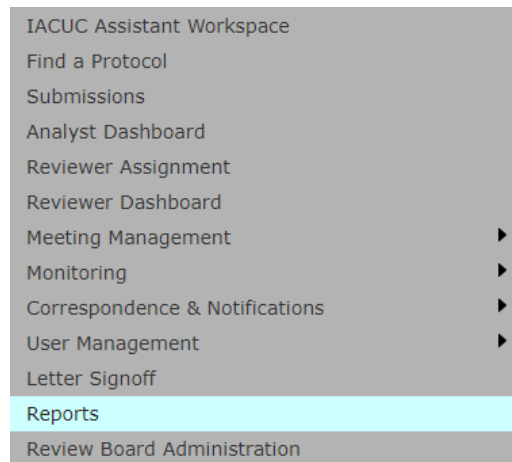 IACUC Assistant Workspace
Find a Protocol
Submissions
Analyst Dashboard
Reviewer Assignment
Reviewer Dashboard
Meeting Management
Monitoring
Correspondence & Notifications
User Management
Letter Signoff
Reports
Review Board Administration